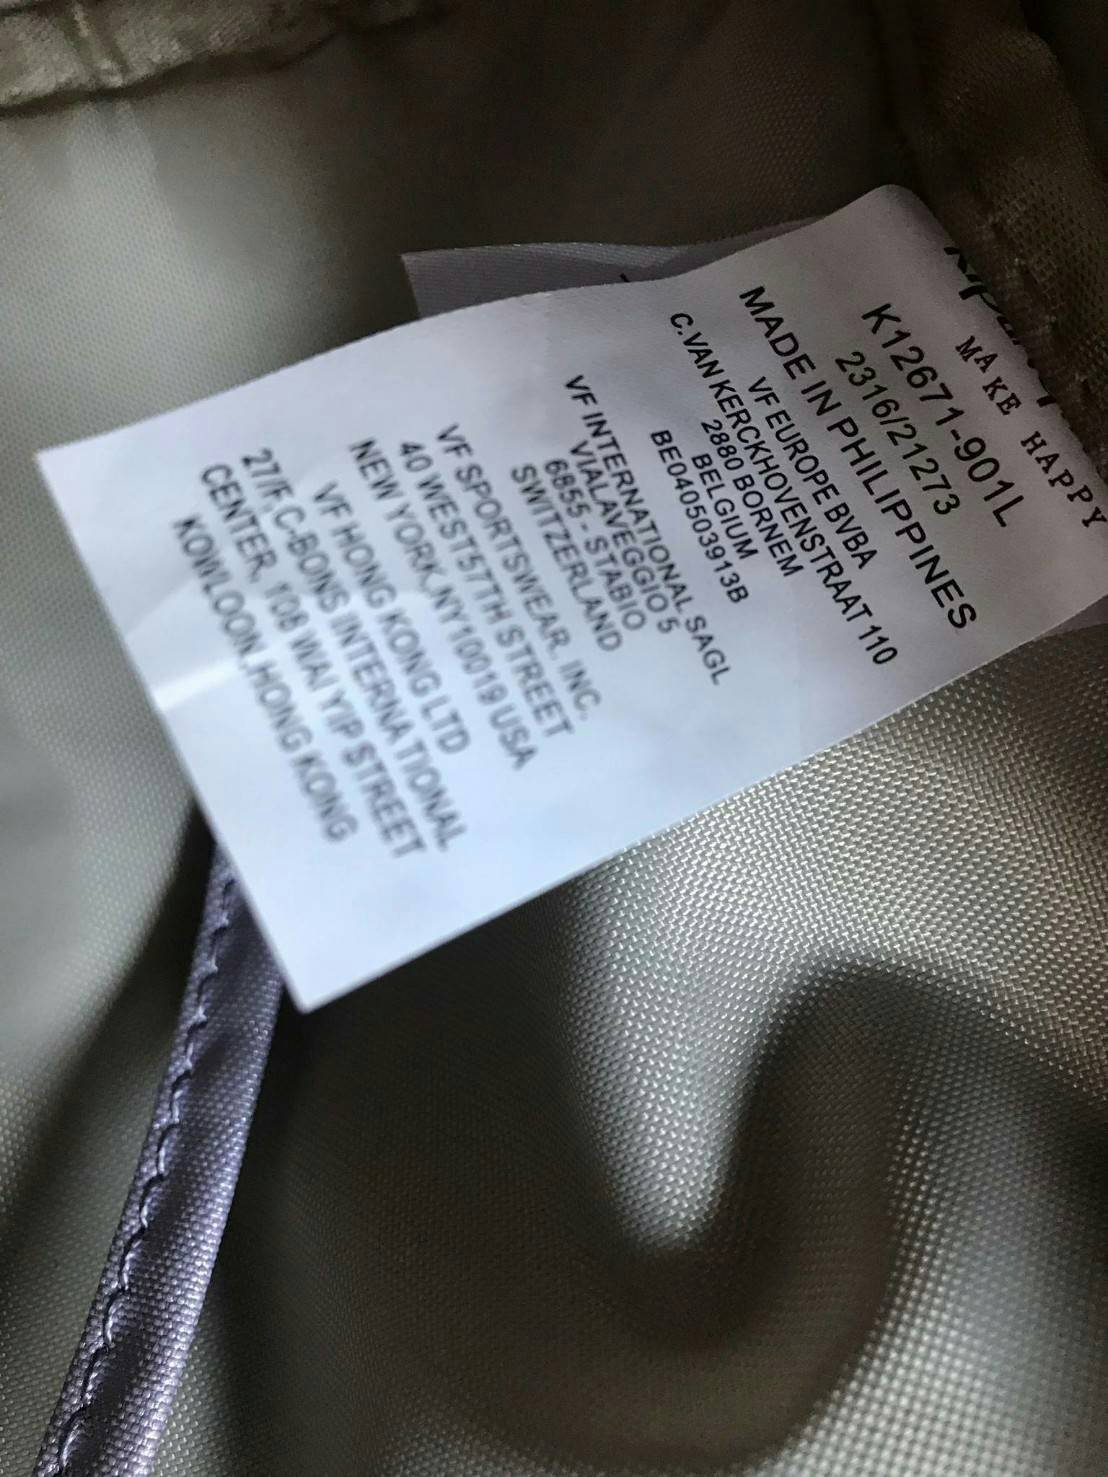 kipling
MAKE HAPPY
K12671-901L
2316/21273
MADE IN PHILIPPINES
VF EUROPE BVBA
C.VAN KERCKHOVENSTRAAT 110
2880 BORNEM
BELGIUM
BE040503913B
VF INTERNATIONAL SAGL
VIALAVEGGIO 5
6855 - STABIO
SWITZERLAND
VF SPORTSWEAR, INC.
40 WEST57TH STREET
NEW YORK,NY10019 USA
VF HONG KONG LTD
27/F,C-BONS INTERNATIONAL
CENTER, 108 WAI YIP STREET
KOWLOON,HONG KONG